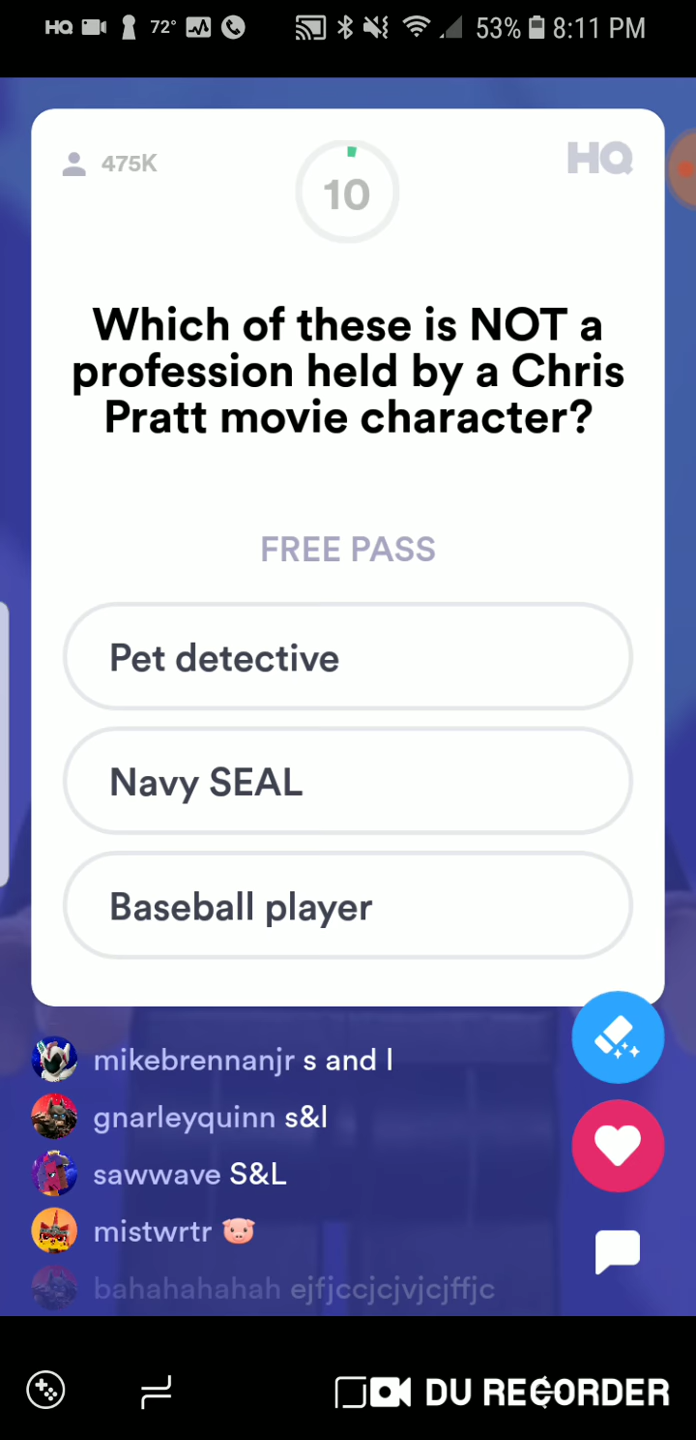 HQ 72° 53% 8:11 PM
475K
10
HQ
Which of these is NOT a
profession held by a Chris
Pratt movie character?
FREE PASS
Pet detective
Navy SEAL
Baseball player
mikebrennanjr s and l
gnarleyquinn s&l
sawwave S&L
mistwrtr 🐷
bahahahahah ejfjccjcjvjcjffjc
DU RECORDER